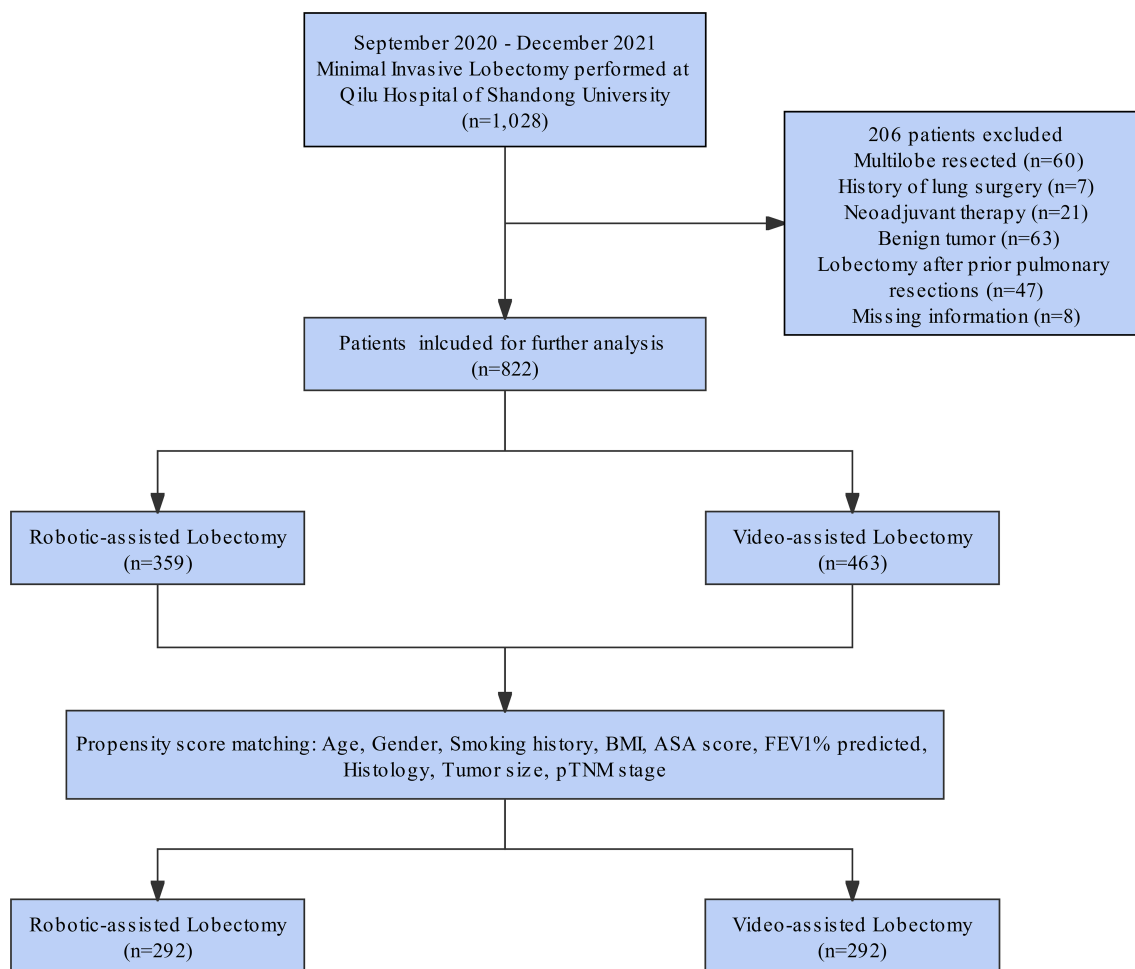 September 2020 - December 2021
Minimal Invasive Lobectomy performed at
Qilu Hospital of Shandong University
(n=1,028)
206 patients excluded
Multilobe resected (n=60)
History of lung surgery (n=7)
Neoadjuvant therapy (n=21)
Benign tumor (n=63)
Lobectomy after prior pulmonary
resections (n=47)
Missing information (n=8)
Patients inlcuded for further analysis
(n=822)
Robotic-assisted Lobectomy
(n=359)
Video-assisted Lobectomy
(n=463)
Propensity score matching: Age, Gender, Smoking history, BMI, ASA score, FEV1% predicted,
Histology, Tumor size, pTNM stage
Robotic-assisted Lobectomy
(n=292)
Video-assisted Lobectomy
(n=292)